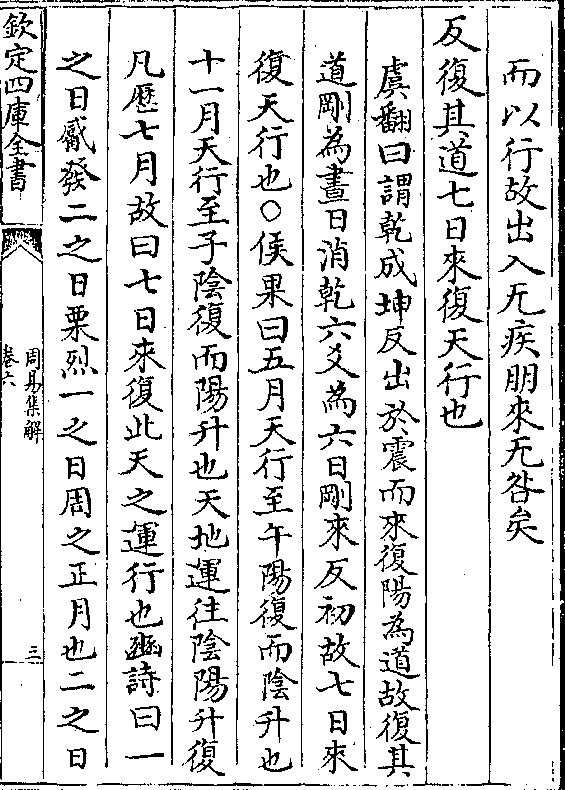 而以行故出入无疾朋來无咎矣
反復其道七日來復天行也
虞翻曰謂乾成坤反出於震而來復陽為道故復其
道剛為晝日消乾六爻為六日剛來反初故七日來
復天行也○侯果曰五月天行至午陽復而陰升也
十一月天行至子陰復而陽升也天地運往陰陽升復
凡歷七月故曰七日來復此天之運行也豳詩曰一
之日觱發二之日栗烈一之日周之正月也二之日
欽定四庫全書
周易集解
卷六
三